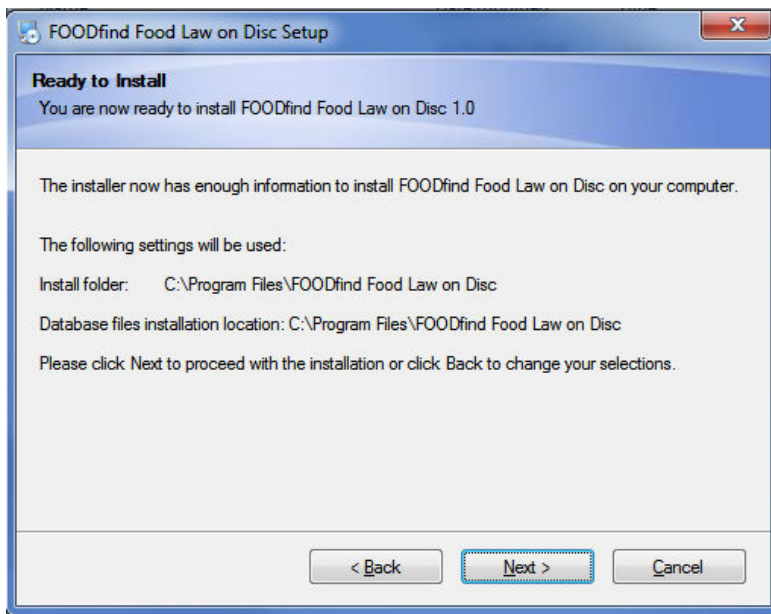 FOODfind Food Law on Disc Setup
Ready to Install
You are now ready to install FOODfind Food Law on Disc 1.0
The installer now has enough information to install FOODfind Food Law on Disc on your computer.
The following settings will be used:
Install folder: C:\Program Files\FOODfind Food Law on Disc
Database files installation location: C:\Program Files\FOODfind Food Law on Disc
Please click Next to proceed with the installation or click Back to change your selections.
< Back Next > Cancel